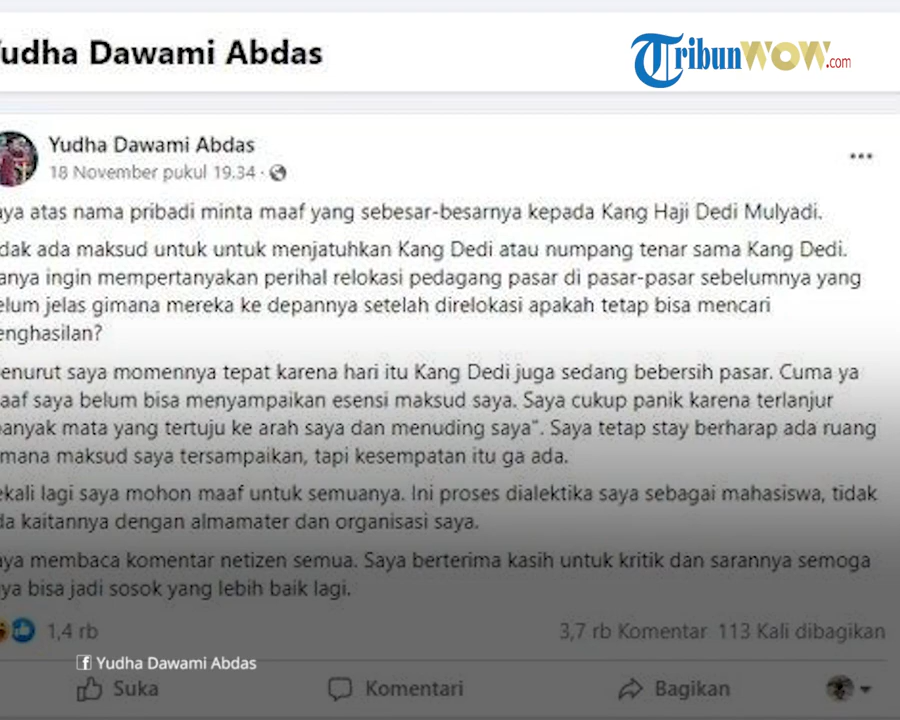 udha Dawami Abdas
TribunWOW.com
Yudha Dawami Abdas
18 November pukul 19.34 ·
aya atas nama pribadi minta maaf yang sebesar-besarnya kepada Kang Haji Dedi Mulyadi.
dak ada maksud untuk untuk menjatuhkan Kang Dedi atau numpang tenar sama Kang Dedi.
anya ingin mempertanyakan perihal relokasi pedagang pasar di pasar-pasar sebelumnya yang
elum jelas gimana mereka ke depannya setelah direlokasi apakah tetap bisa mencari
enghasilan?
enurut saya momennya tepat karena hari itu Kang Dedi juga sedang bebersih pasar. Cuma ya
aaf saya belum bisa menyampaikan esensi maksud saya. Saya cukup panik karena terlanjur
banyak mata yang tertuju ke arah saya dan menuding saya". Saya tetap stay berharap ada ruang
mana maksud saya tersampaikan, tapi kesempatan itu ga ada.
ekali lagi saya mohon maaf untuk semuanya. Ini proses dialektika saya sebagai mahasiswa, tidak
da kaitannya dengan almamater dan organisasi saya.
aya membaca komentar netizen semua. Saya berterima kasih untuk kritik dan sarannya semoga
ya bisa jadi sosok yang lebih baik lagi.
1,4 rb 3,7 rb Komentar 113 Kali dibagikan
f Yudha Dawami Abdas
Suka Komentari Bagikan